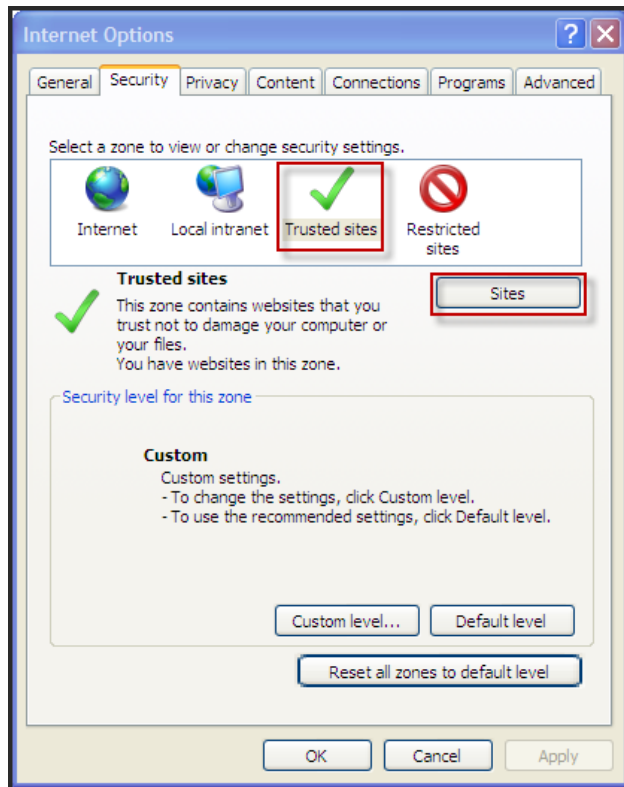 Internet Options
?
X
General Security Privacy Content Connections Programs Advanced
Select a zone to view or change security settings.
Internet Local intranet Trusted sites Restricted
sites
Trusted sites
Sites
This zone contains websites that you
trust not to damage your computer or
your files.
You have websites in this zone.
Security level for this zone
Custom
Custom settings.
- To change the settings, click Custom level.
- To use the recommended settings, click Default level.
Custom level... Default level
Reset all zones to default level
OK Cancel Apply